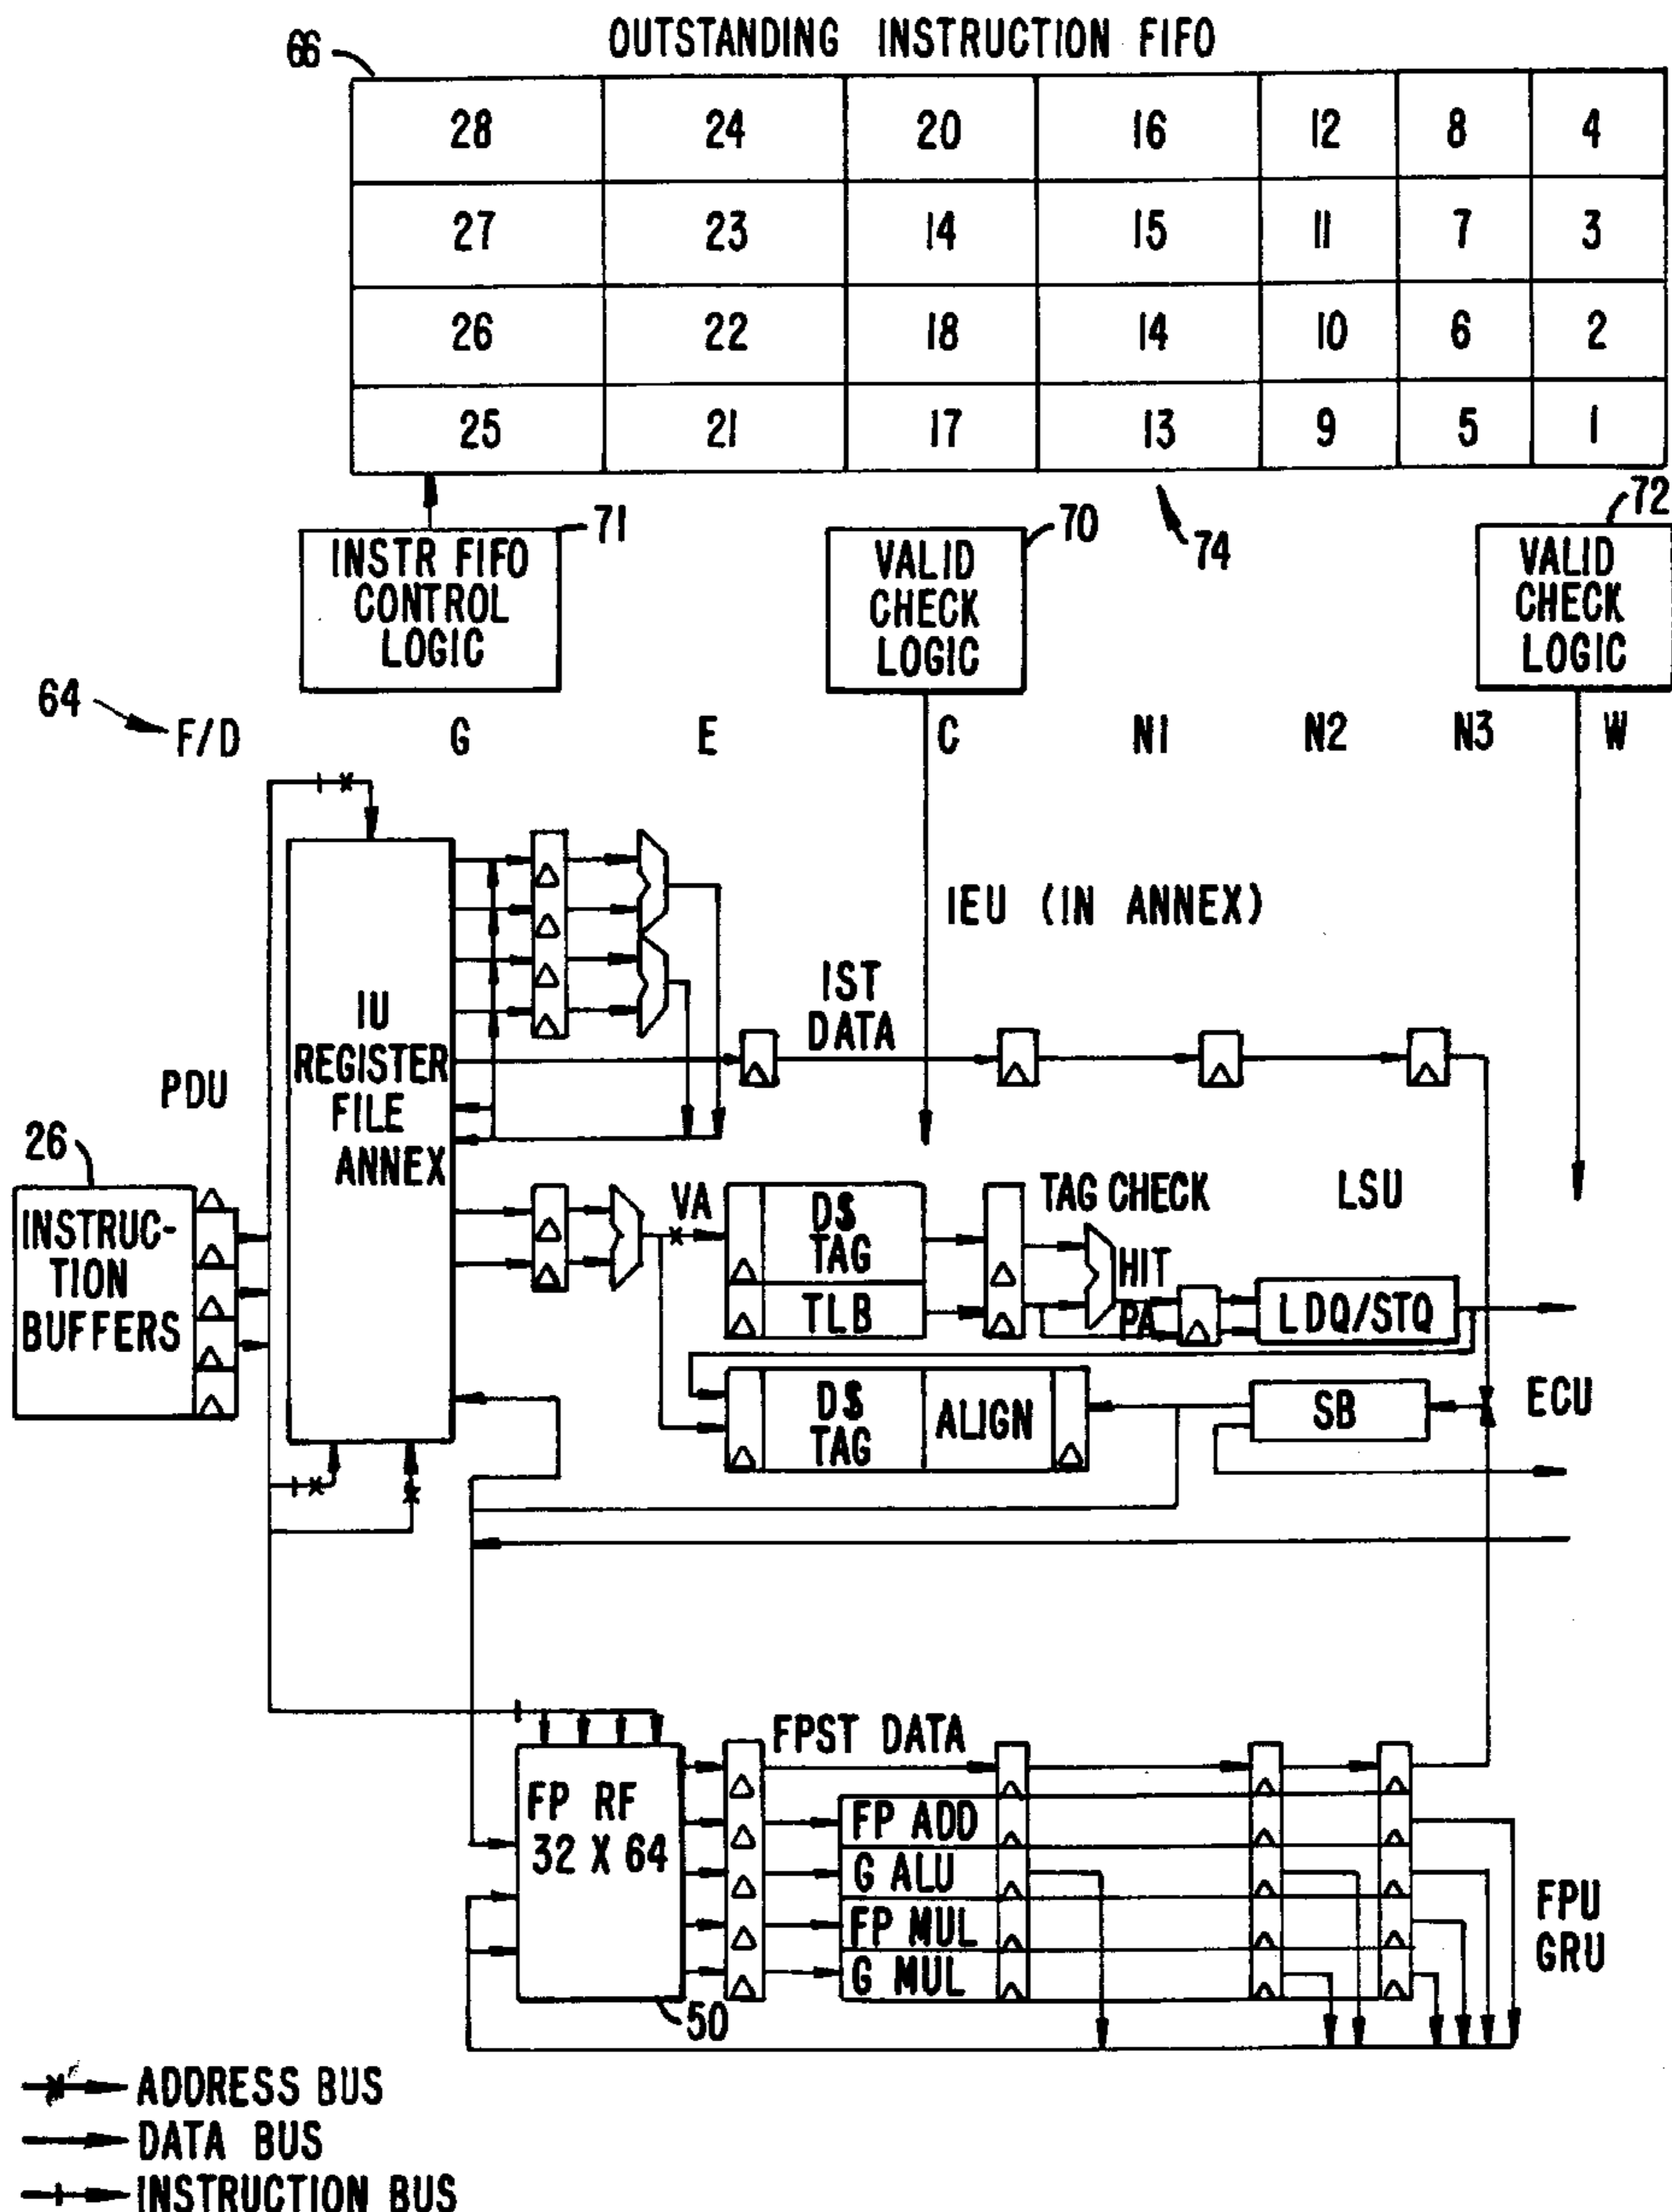 OUTSTANDING INSTRUCTION FIFO
66
28 24 20 16 12 8 4
27 23 14 15 11 7 3
26 22 18 14 10 6 2
25 21 17 13 9 5 1
71
70
74
72
INSTR FIFO
CONTROL
LOGIC
VALID
CHECK
LOGIC
VALID
CHECK
LOGIC
64
F/D G E C N1 N2 N3 W
IEU (IN ANNEX)
IST
DATA
IU
REGISTER
FILE
ANNEX
PDU
26
INSTRUC-
TION
BUFFERS
VA
D$
TAG
TLB
TAG CHECK
HIT
PA
LSU
LDQ/STQ
D$
TAG
ALIGN
SB
ECU
FPST DATA
FP RF
32 X 64
50
FP ADD
G ALU
FP MUL
G MUL
FPU
GRU
ADDRESS BUS
DATA BUS
INSTRUCTION BUS